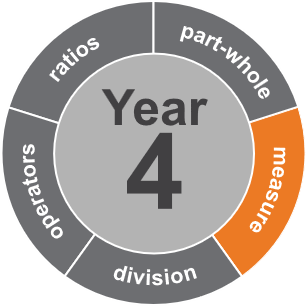 ratios
part-whole
measure
division
operators
Year
4